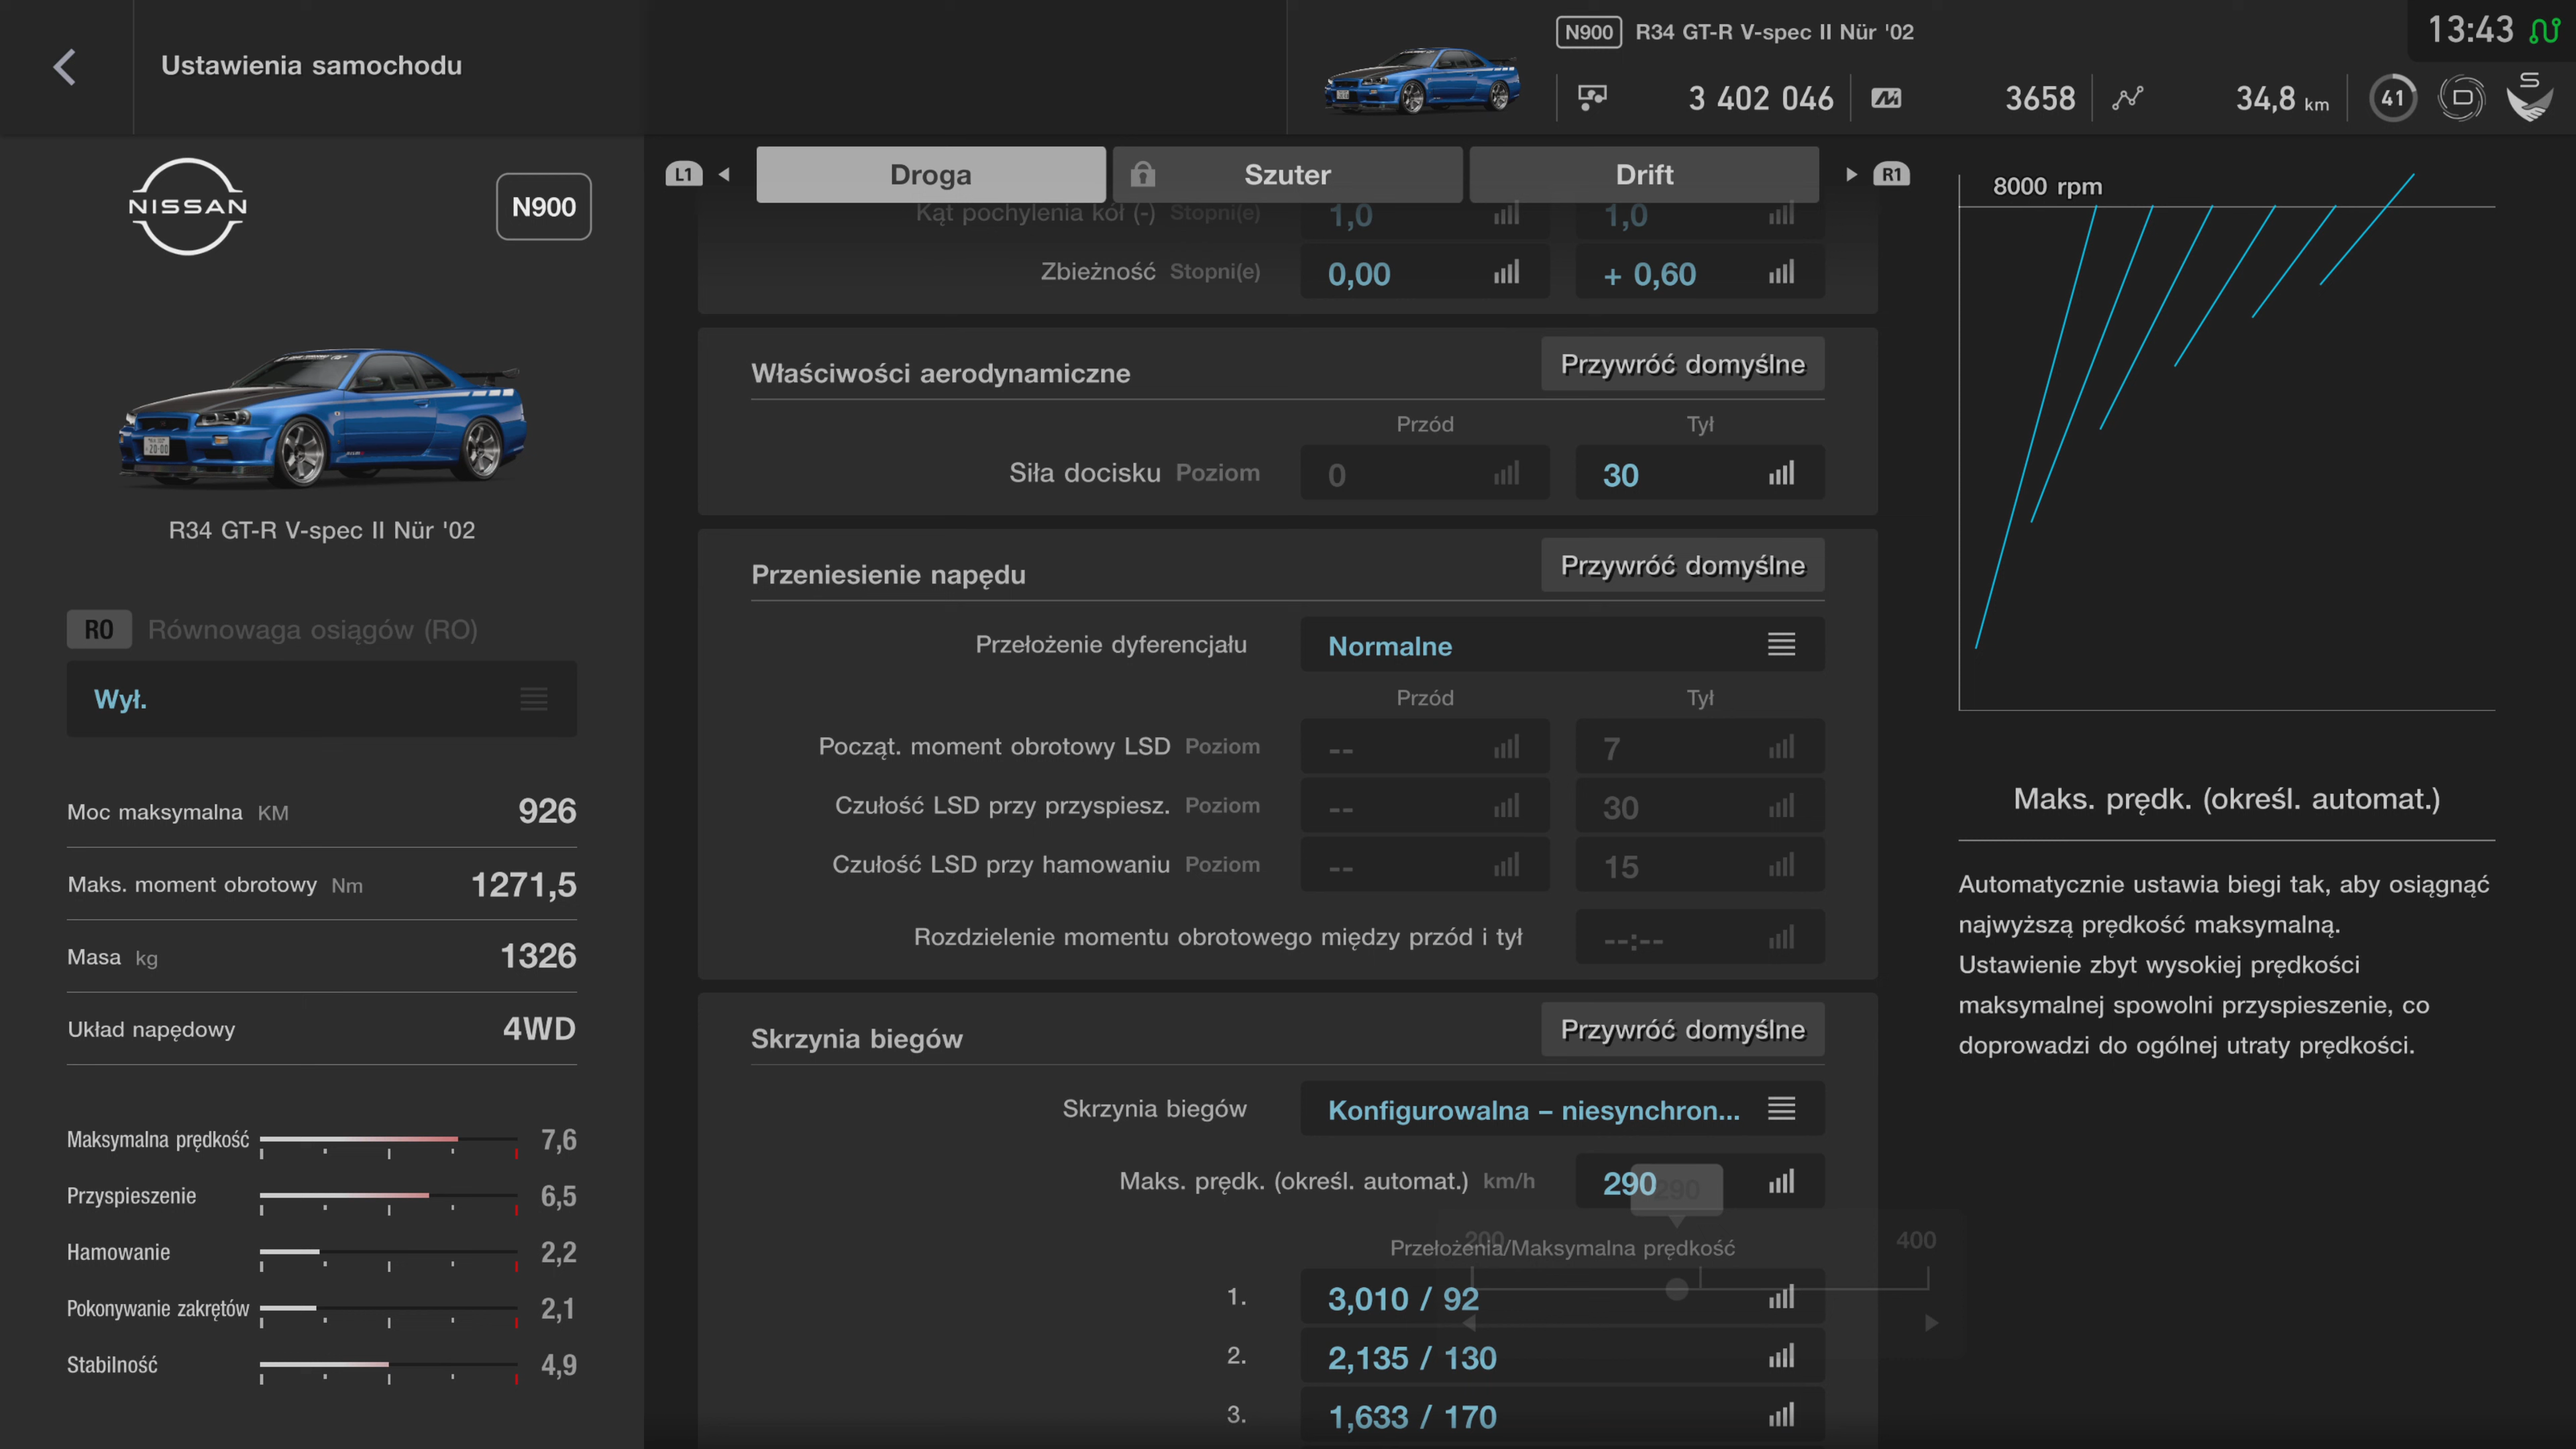 Ustawienia samochodu
N900 R34 GT-R V-spec II Nür '02
13:43
3 402 046 3658 34,8 km 41 D S
NISSAN
N900
R34 GT-R V-spec II Nür '02
RO Równowaga osiągów (RO)
Wył.
Moc maksymalna KM 926
Maks. moment obrotowy Nm 1271,5
Masa kg 1326
Układ napędowy 4WD
Maksymalna prędkość 7,6
Przyspieszenie 6,5
Hamowanie 2,2
Pokonywanie zakrętów 2,1
Stabilność 4,9
L1 Droga Szuter Drift R1
Kąt pochylenia kół (-) Stopni(e) 1,0 1,0
Zbieżność Stopni(e) 0,00 + 0,60
Właściwości aerodynamiczne Przywróć domyślne
Przód Tył
Siła docisku Poziom 0 30
Przeniesienie napędu Przywróć domyślne
Przełożenie dyferencjału Normalne
Przód Tył
Począt. moment obrotowy LSD Poziom -- 7
Czułość LSD przy przyspiesz. Poziom -- 30
Czułość LSD przy hamowaniu Poziom -- 15
Rozdzielenie momentu obrotowego między przód i tył --:--
Skrzynia biegów Przywróć domyślne
Skrzynia biegów Konfigurowalna – niesynchron...
Maks. prędk. (określ. automat.) km/h 290
290
200 400
Przełożenia/Maksymalna prędkość
1. 3,010 / 92
2. 2,135 / 130
3. 1,633 / 170
8000 rpm
Maks. prędk. (określ. automat.)
Automatycznie ustawia biegi tak, aby osiągnąć
najwyższą prędkość maksymalną.
Ustawienie zbyt wysokiej prędkości
maksymalnej spowolni przyspieszenie, co
doprowadzi do ogólnej utraty prędkości.